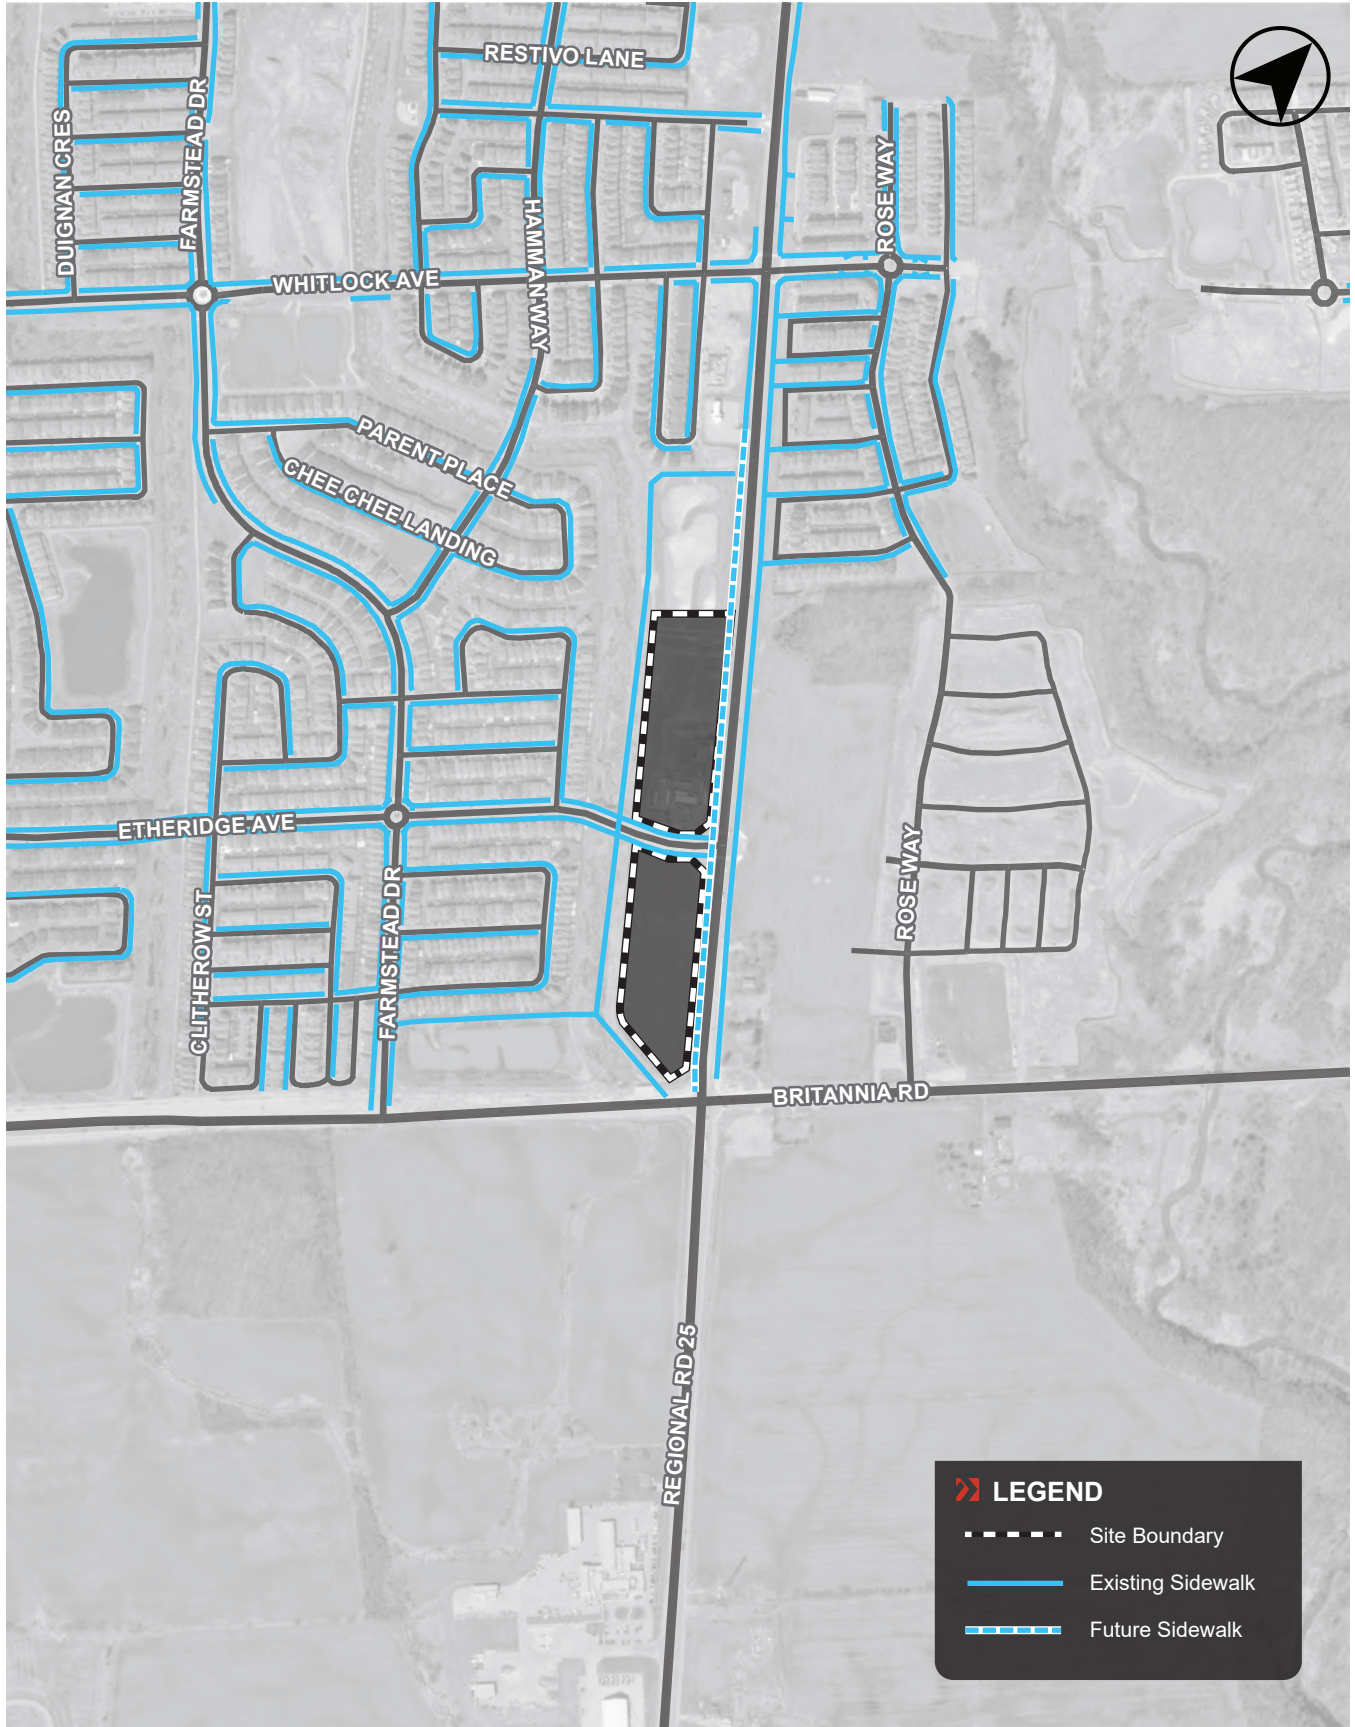 RESTIVO LANE
DUIGNAN CRES
FARMSTEAD DR
ROSE WAY
HAMMAN WAY
WHITLOCK AVE
PARENT PLACE
CHEE CHEE LANDING
ETHERIDGE AVE
CLITHEROW ST
FARMSTEAD DR
ROSE WAY
BRITANNIA RD
REGIONAL RD 25
LEGEND
Site Boundary
Existing Sidewalk
Future Sidewalk